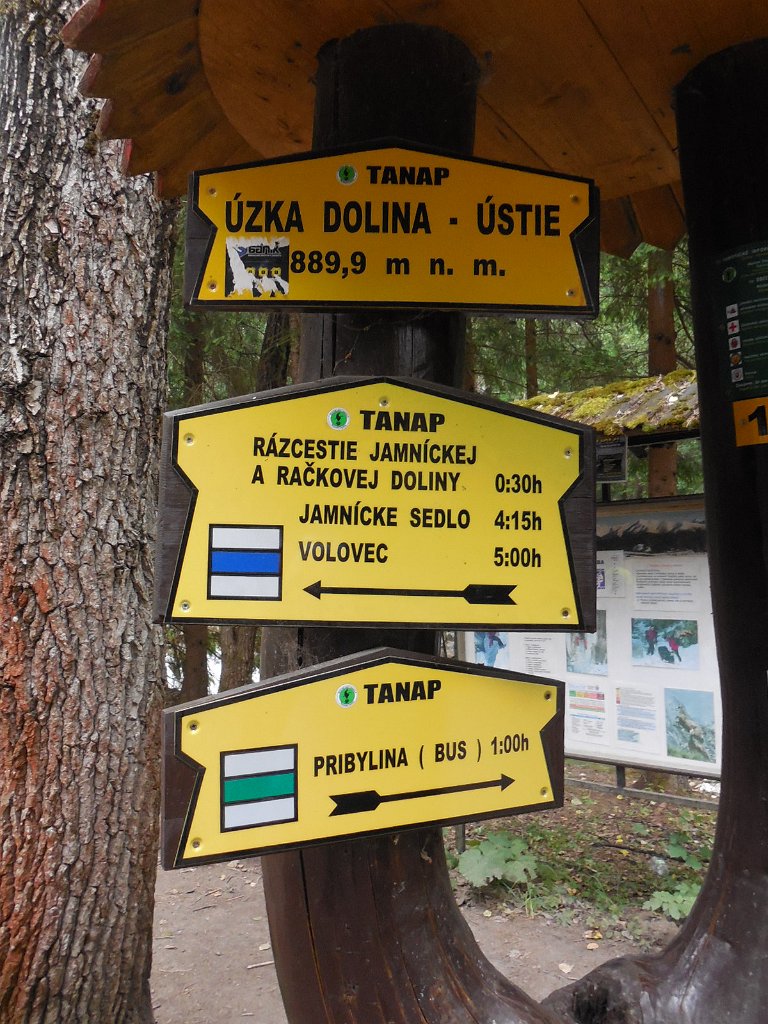 TANAP
ÚZKA DOLINA - ÚSTIE
889,9 m n. m.
TANAP
RÁZCESTIE JAMNÍCKEJ
A RAČKOVEJ DOLINY 0:30h
JAMNÍCKE SEDLO 4:15h
VOLOVEC 5:00h
TANAP
PRIBYLINA ( BUS ) 1:00h
1